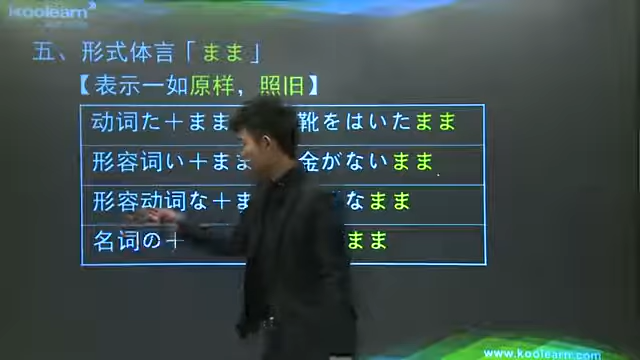 koolearn
五、形式体言「まま」
【表示一如原样，照旧】
动词た＋まま 靴をはいたまま
形容词い＋まま 金がないまま
形容动词な＋ま なまま
名词の＋ まま
www.koolearn.com